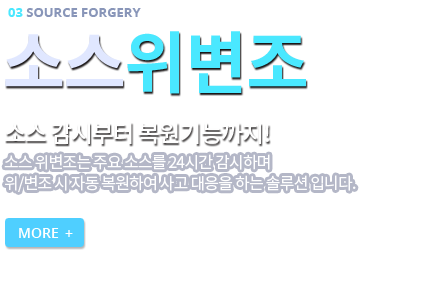 03 SOURCE FORGERY
소스위변조
소스 감시부터 복원기능까지!
소스 위변조는 주요 소스를 24시간 감시하며
위/변조시 자동 복원하여 사고 대응을 하는 솔루션 입니다.
MORE +